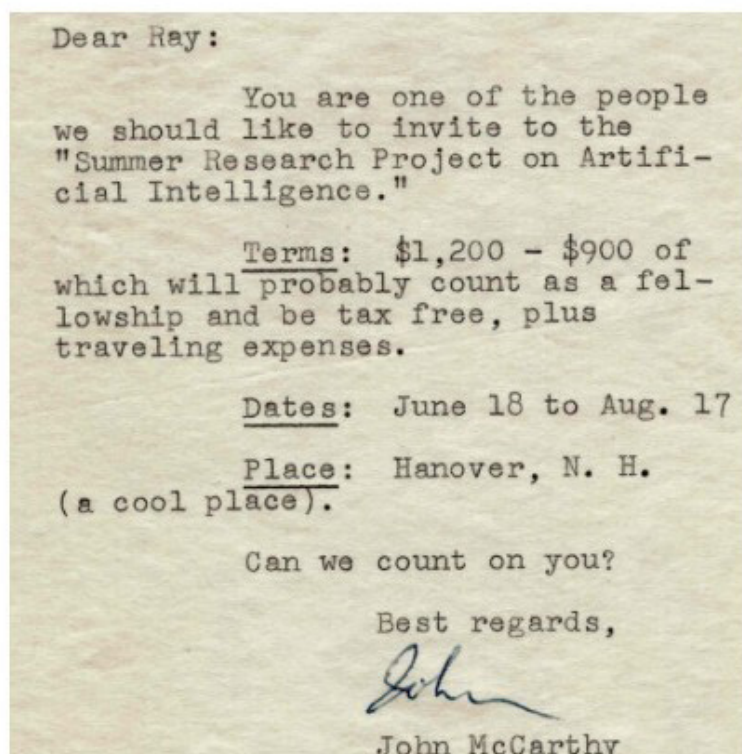 Dear Ray:
You are one of the people
we should like to invite to the
"Summer Research Project on Artifi-
cial Intelligence."
Terms: $1,200 - $900 of
which will probably count as a fel-
lowship and be tax free, plus
traveling expenses.
Dates: June 18 to Aug. 17
Place: Hanover, N. H.
(a cool place).
Can we count on you?
Best regards,
John
John McCarthy